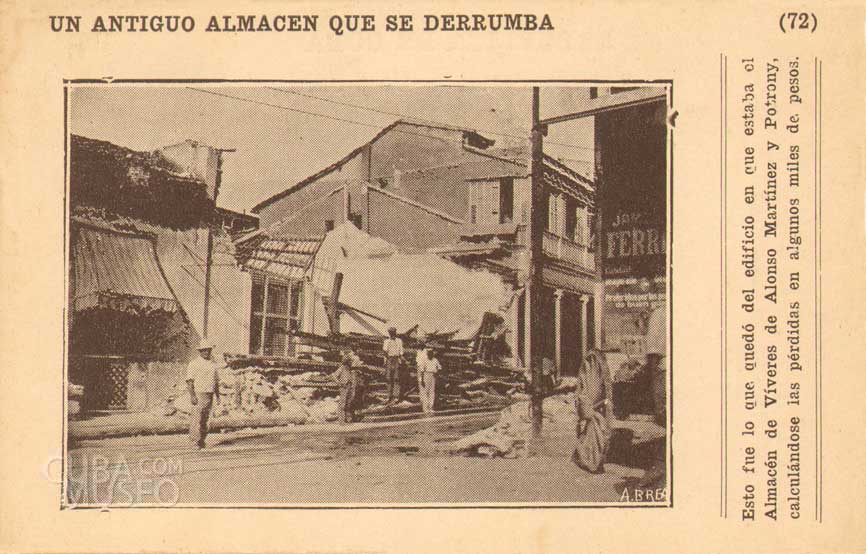 UN ANTIGUO ALMACEN QUE SE DERRUMBA (72)
Esto fue lo que quedó del edificio en que estaba el
Almacén de Víveres de Alonso Martínez y Potrony,
calculándose las pérdidas en algunos miles de pesos.
FERR
CUBA.COM
MUSEO
A.BREA